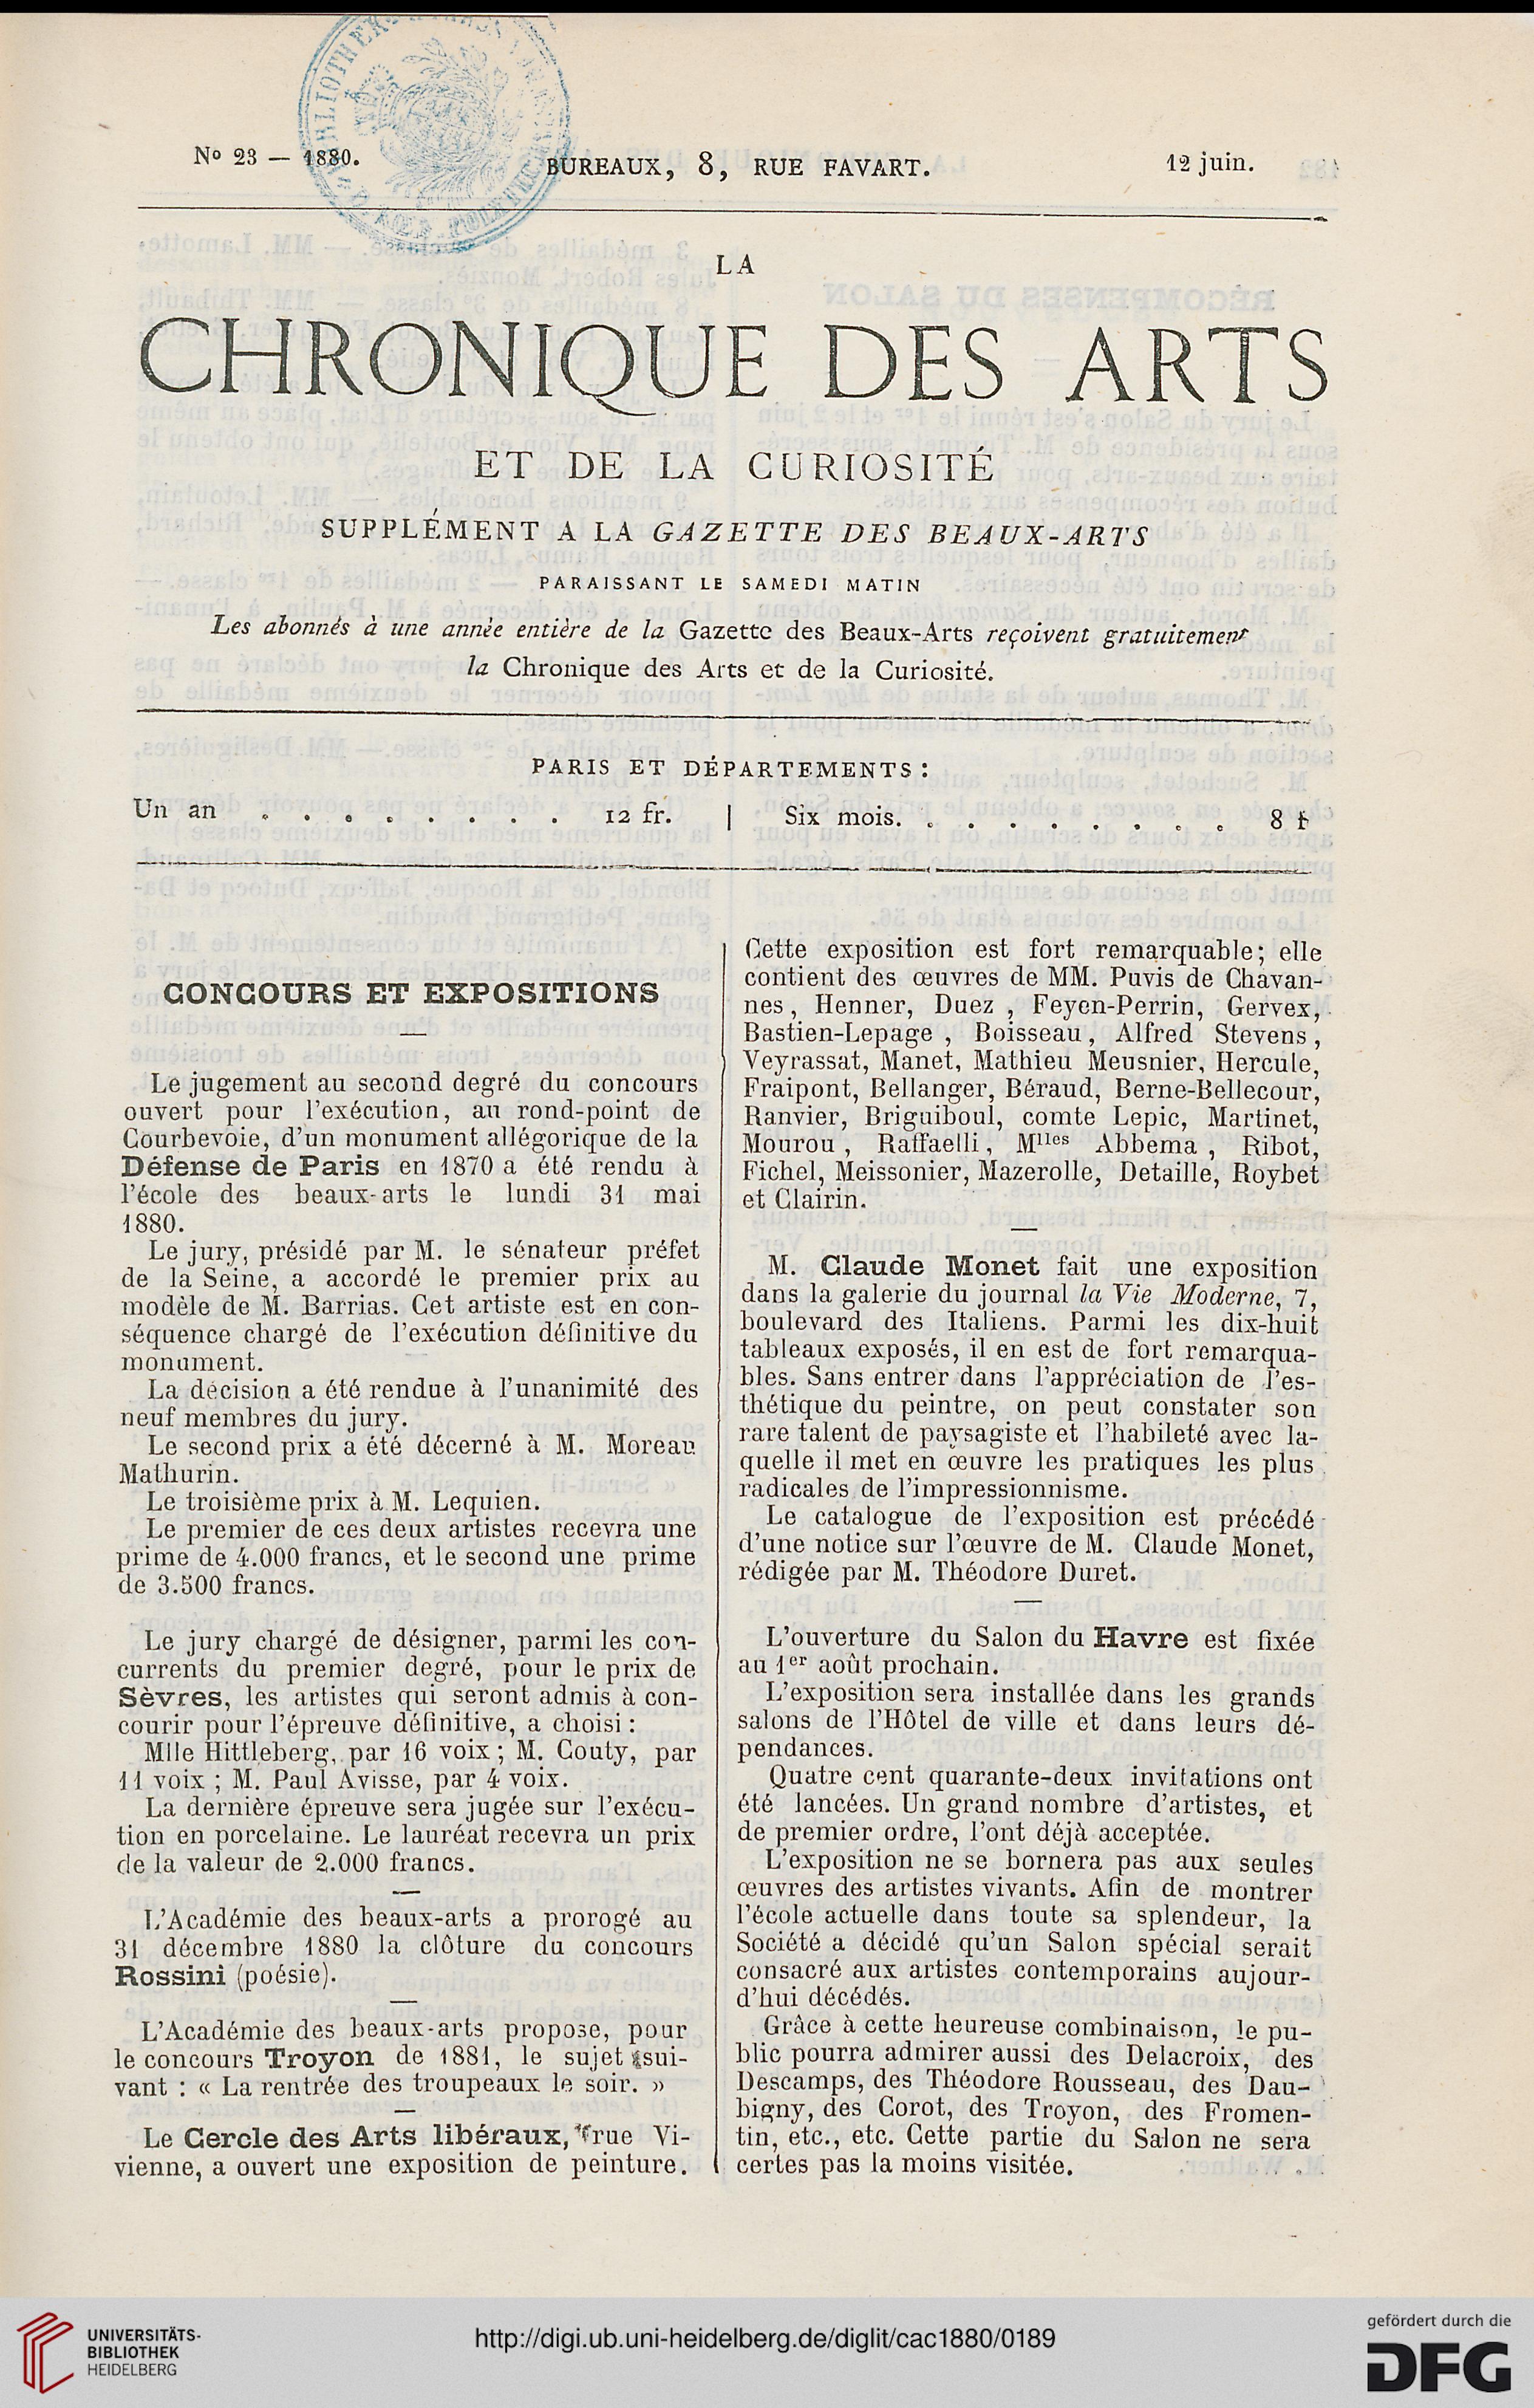 N° 23 — 1880.
BUREAUX, 8, RUE FAVART.
12 juin.
LA
CHRONIQUE DES ARTS
ET DE LA CURIOSITÉ
SUPPLÉMENT A LA GAZETTE DES BEAUX-ARTS
PARAISSANT LE SAMEDI MATIN
Les abonnés à une année entière de la Gazette des Beaux-Arts reçoivent gratuitement
la Chronique des Arts et de la Curiosité.
PARIS ET DÉPARTEMENTS :
Un an . . . . . . . . 12 fr. | Six mois. . . . . . . . . 8 f
CONCOURS ET EXPOSITIONS
Le jugement au second degré du concours
ouvert pour l'exécution, au rond-point de
Courbevoie, d'un monument allégorique de la
Défense de Paris en 1870 a été rendu à
l'école des beaux-arts le lundi 31 mai
1880.
Le jury, présidé par M. le sénateur préfet
de la Seine, a accordé le premier prix au
modèle de M. Barrias. Cet artiste est en con-
séquence chargé de l'exécution définitive du
monument.
La décision a été rendue à l'unanimité des
neuf membres du jury.
Le second prix a été décerné à M. Moreau
Mathurin.
Le troisième prix à M. Lequien.
Le premier de ces deux artistes recevra une
prime de 4.000 francs, et le second une prime
de 3.500 francs.
Le jury chargé de désigner, parmi les con-
currents du premier degré, pour le prix de
Sèvres, les artistes qui seront admis à con-
courir pour l'épreuve définitive, a choisi :
Mlle Hittleberg, par 16 voix ; M. Couty, par
11 voix ; M. Paul Avisse, par 4 voix.
La dernière épreuve sera jugée sur l'exécu-
tion en porcelaine. Le lauréat recevra un prix
de la valeur de 2.000 francs.
L'Académie des beaux-arts a prorogé au
31 décembre 1880 la clôture du concours
Rossini (poésie).
L'Académie des beaux-arts propose, pour
le concours Troyon de 1881, le sujet sui-
vant : « La rentrée des troupeaux le soir. »
Le Cercle des Arts libéraux, rue Vi-
vienne, a ouvert une exposition de peinture.
Cette exposition est fort remarquable; elle
contient des œuvres de MM. Puvis de Chavan-
nes, Henner, Duez , Feyen-Perrin, Gervex,
Bastien-Lepage , Boisseau, Alfred Stevens,
Veyrassat, Manet, Mathieu Meusnier, Hercule,
Fraipont, Bellanger, Béraud, Berne-Bellecour,
Ranvier, Briguiboul, comte Lepic, Martinet,
Mourou , Raffaelli, Mlles Abbema , Ribot,
Fichel, Meissonier, Mazerolle, Detaille, Roybet
et Clairin.
M. Claude Monet fait une exposition
dans la galerie du journal la Vie Moderne, 7,
boulevard des Italiens. Parmi les dix-huit
tableaux exposés, il en est de fort remarqua-
bles. Sans entrer dans l'appréciation de l'es-
thétique du peintre, on peut constater son
rare talent de paysagiste et l'habileté avec la-
quelle il met en œuvre les pratiques les plus
radicales de l'impressionnisme.
Le catalogue de l'exposition est précédé
d'une notice sur l'œuvre de M. Claude Monet,
rédigée par M. Théodore Duret.
L'ouverture du Salon du Havre est fixée
au 1er août prochain.
L'exposition sera installée dans les grands
salons de l'Hôtel de ville et dans leurs dé-
pendances.
Quatre cent quarante-deux invitations ont
été lancées. Un grand nombre d'artistes, et
de premier ordre, l'ont déjà acceptée.
L'exposition ne se bornera pas aux seules
œuvres des artistes vivants. Afin de montrer
l'école actuelle dans toute sa splendeur, la
Société a décidé qu'un Salon spécial serait
consacré aux artistes contemporains aujour-
d'hui décédés.
Grâce à cette heureuse combinaison, le pu-
blic pourra admirer aussi des Delacroix, des
Descamps, des Théodore Rousseau, des Dau-
bigny, des Corot, des Troyon, des Fromen-
tin, etc., etc. Cette partie du Salon ne sera
certes pas la moins visitée.
UNIVERSITÄTS-
BIBLIOTHEK
HEIDELBERG
http://digi.ub.uni-heidelberg.de/diglit/cac1880/0189
gefördert durch die
DFG